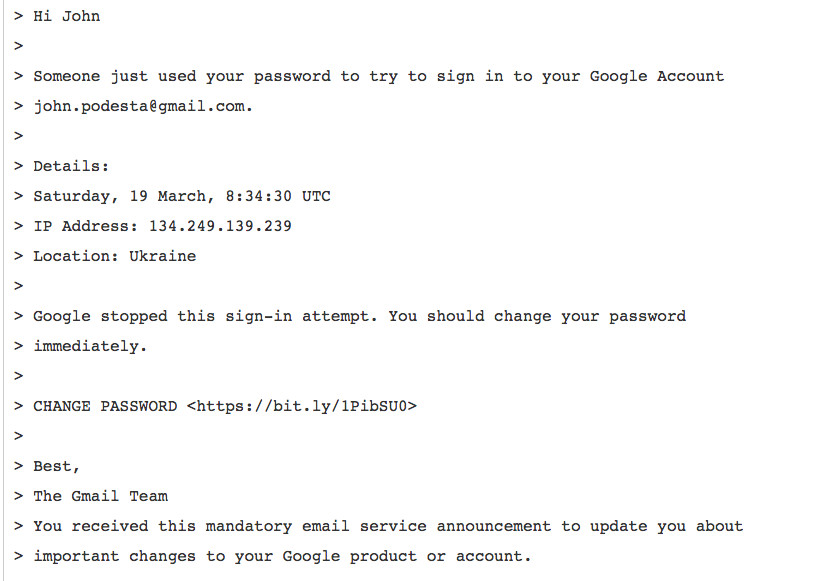 > Hi John
>
> Someone just used your password to try to sign in to your Google Account
> john.podesta@gmail.com.
>
> Details:
> Saturday, 19 March, 8:34:30 UTC
> IP Address: 134.249.139.239
> Location: Ukraine
>
> Google stopped this sign-in attempt. You should change your password
> immediately.
>
> CHANGE PASSWORD <https://bit.ly/1PibSU0>
>
> Best,
> The Gmail Team
> You received this mandatory email service announcement to update you about
> important changes to your Google product or account.